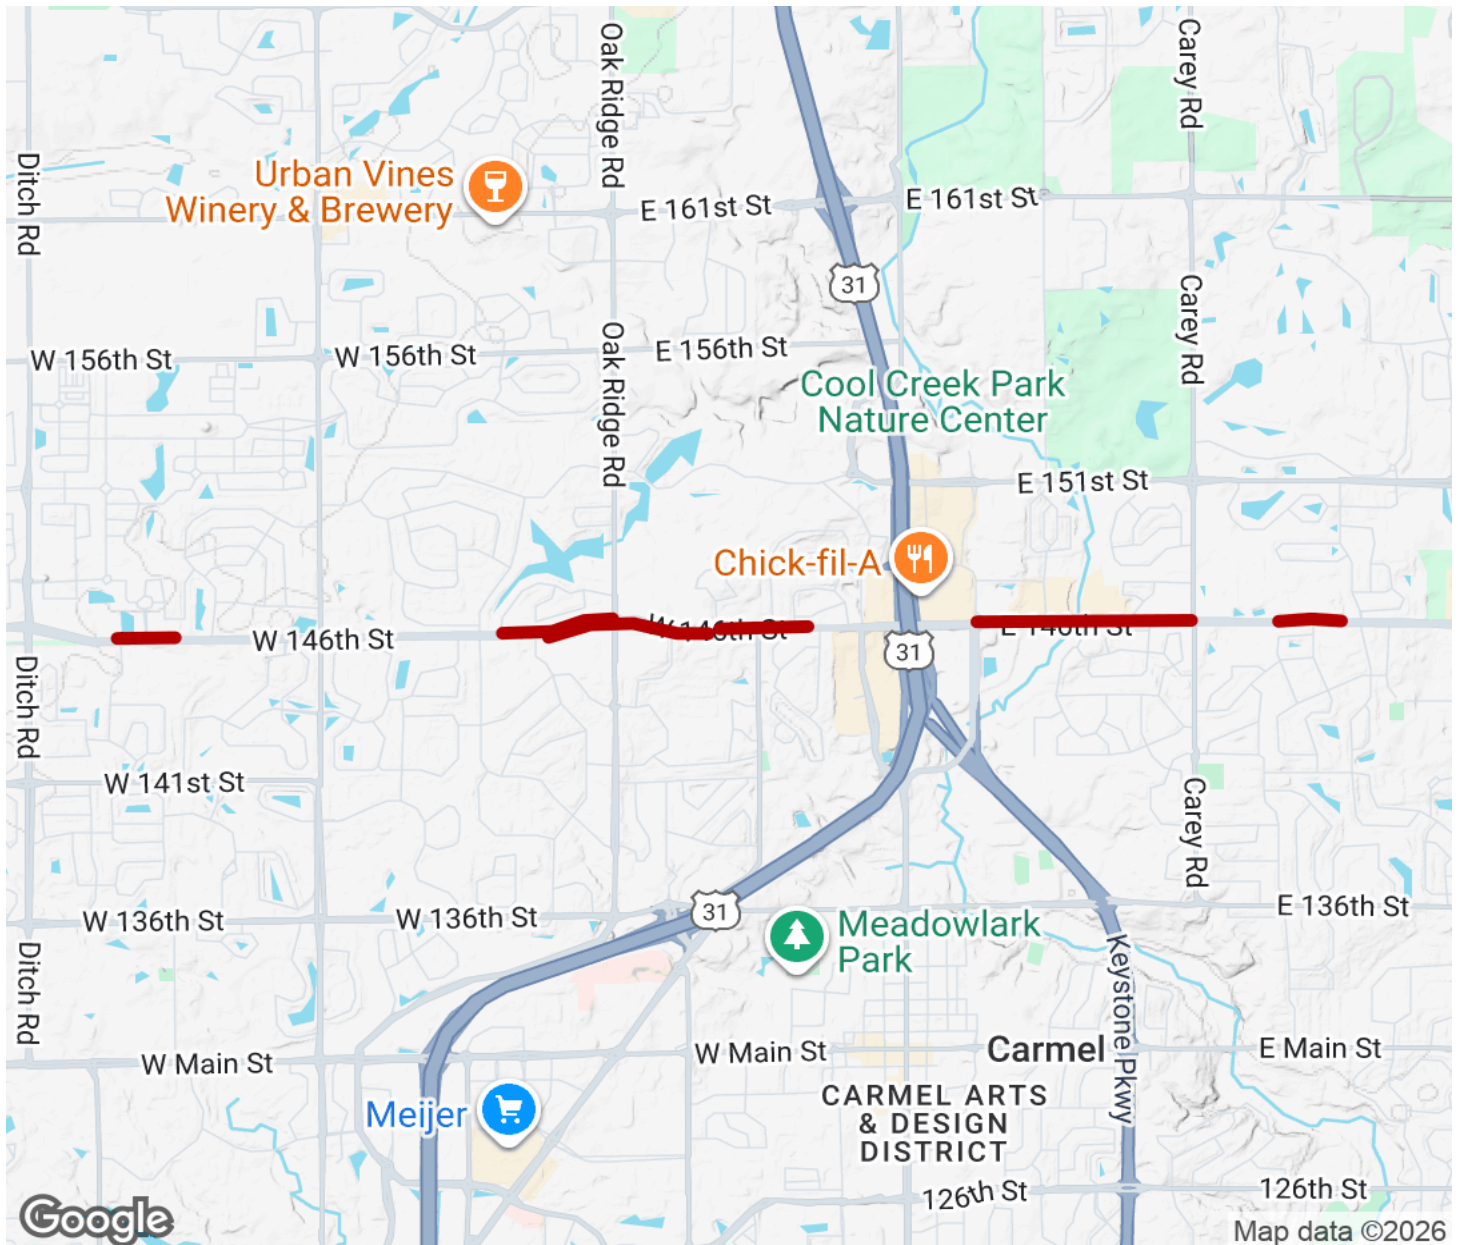 Oak Ridge Rd
Carey Rd
Ditch Rd
Urban Vines
Winery & Brewery
E 161st St
E 161st St
31
Carey Rd
Oak Ridge Rd
W 156th St
W 156th St
E 156th St
Cool Creek Park
Nature Center
E 151st St
Chick-fil-A
W 146th St
W 146th St
E 146th St
31
Ditch Rd
W 141st St
Carey Rd
W 136th St
W 136th St
31
E 136th St
Meadowlark
Park
Ditch Rd
Keystone Pkwy
W Main St
W Main St
Carmel
E Main St
CARMEL ARTS
& DESIGN
DISTRICT
Meijer
126th St
126th St
Google
Map data ©2026